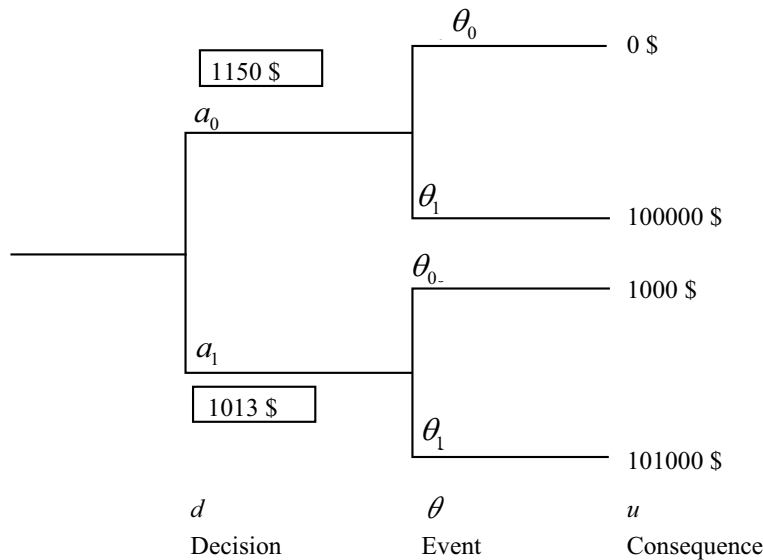 θ₀
0 $
1150 $
a₀
θ₁
100000 $
θ₀
1000 $
a₁
1013 $
θ₁
101000 $
d θ u
Decision Event Consequence